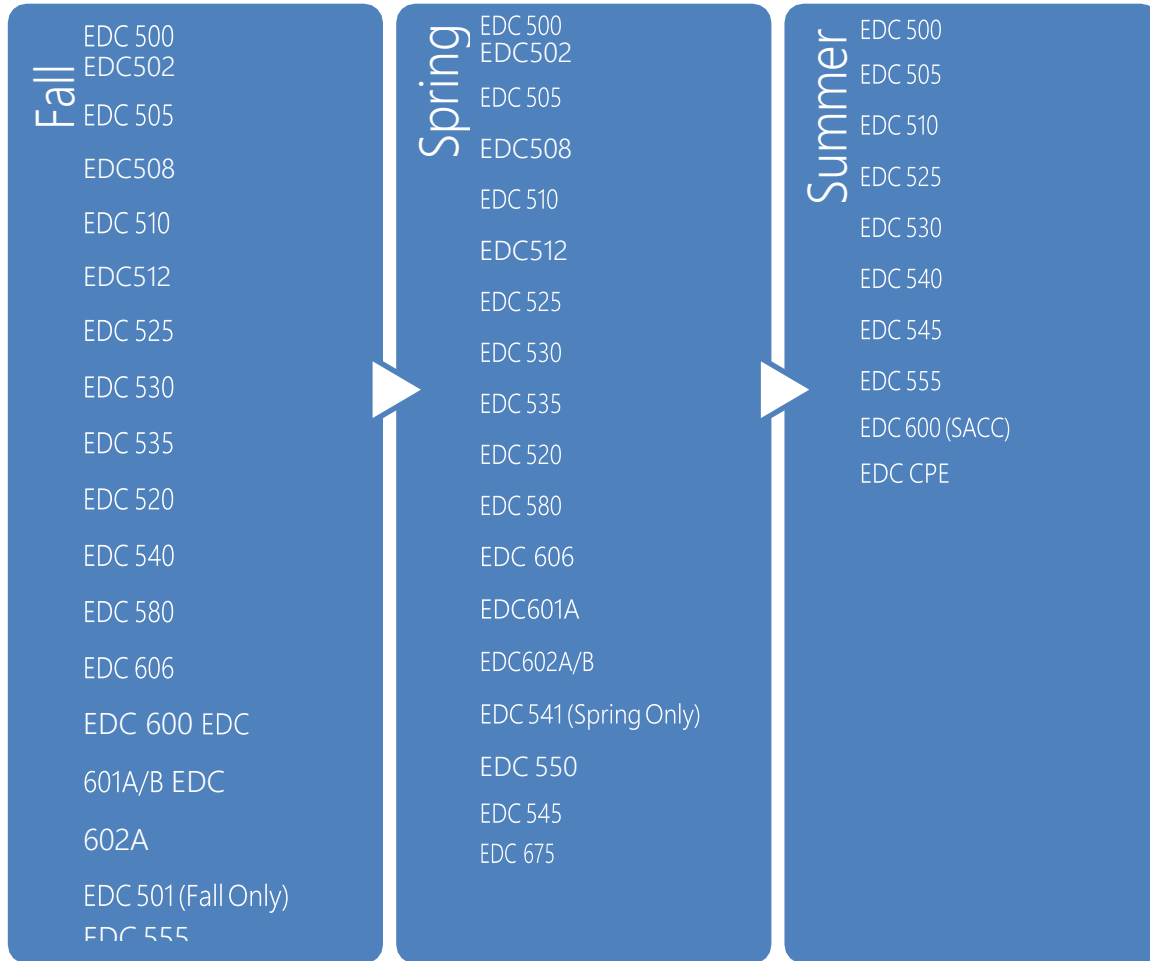 Fall
EDC 500
EDC502
EDC 505
EDC508
EDC 510
EDC512
EDC 525
EDC 530
EDC 535
EDC 520
EDC 540
EDC 580
EDC 606
EDC 600 EDC
601A/B EDC
602A
EDC 501 (Fall Only)
EDC 555
Spring
EDC 500
EDC502
EDC 505
EDC508
EDC 510
EDC512
EDC 525
EDC 530
EDC 535
EDC 520
EDC 580
EDC 606
EDC601A
EDC602A/B
EDC 541 (Spring Only)
EDC 550
EDC 545
EDC 675
Summer
EDC 500
EDC 505
EDC 510
EDC 525
EDC 530
EDC 540
EDC 545
EDC 555
EDC 600 (SACC)
EDC CPE